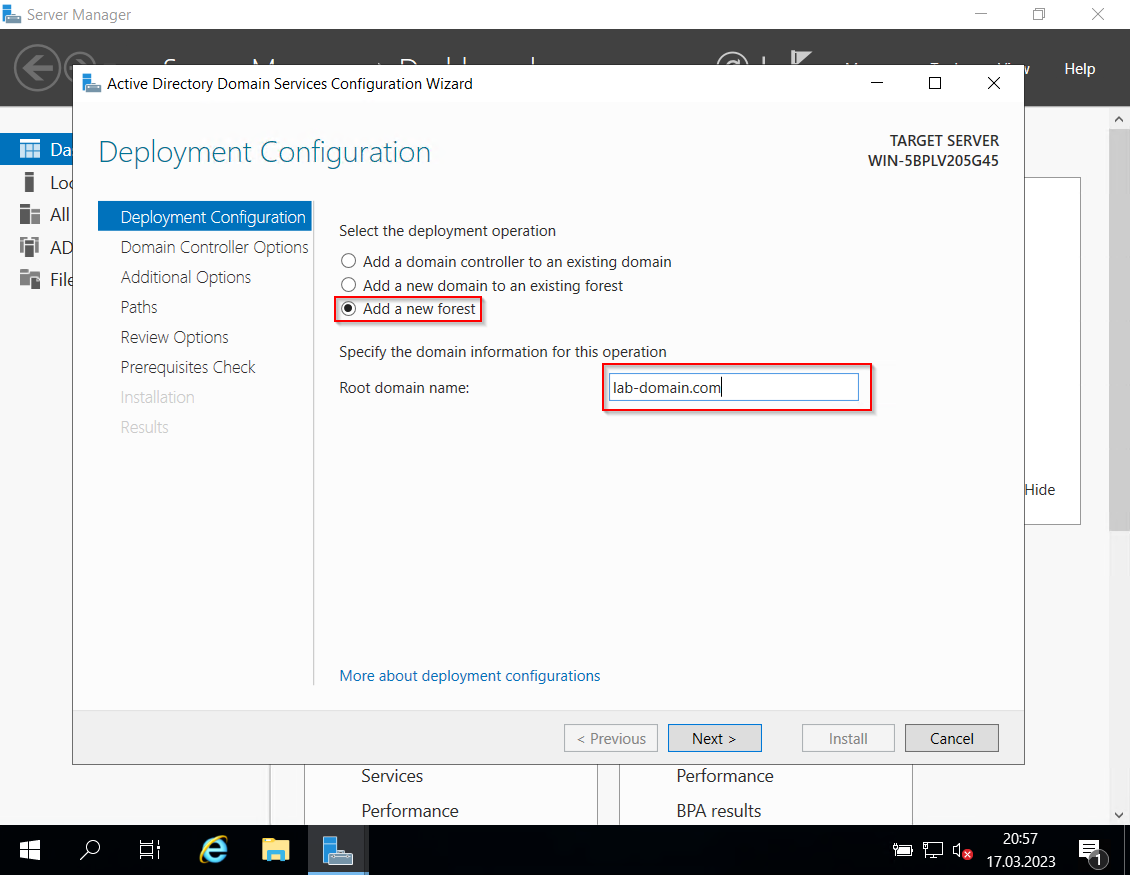 Server Manager
Help
Active Directory Domain Services Configuration Wizard
Deployment Configuration
TARGET SERVER
WIN-5BPLV205G45
Deployment Configuration
Domain Controller Options
Additional Options
Paths
Review Options
Prerequisites Check
Installation
Results
Select the deployment operation
Add a domain controller to an existing domain
Add a new domain to an existing forest
Add a new forest
Specify the domain information for this operation
Root domain name:
lab-domain.com
All
AD
File
Hide
More about deployment configurations
< Previous
Next >
Install
Cancel
Services
Performance
Performance
BPA results
20:57
17.03.2023
1